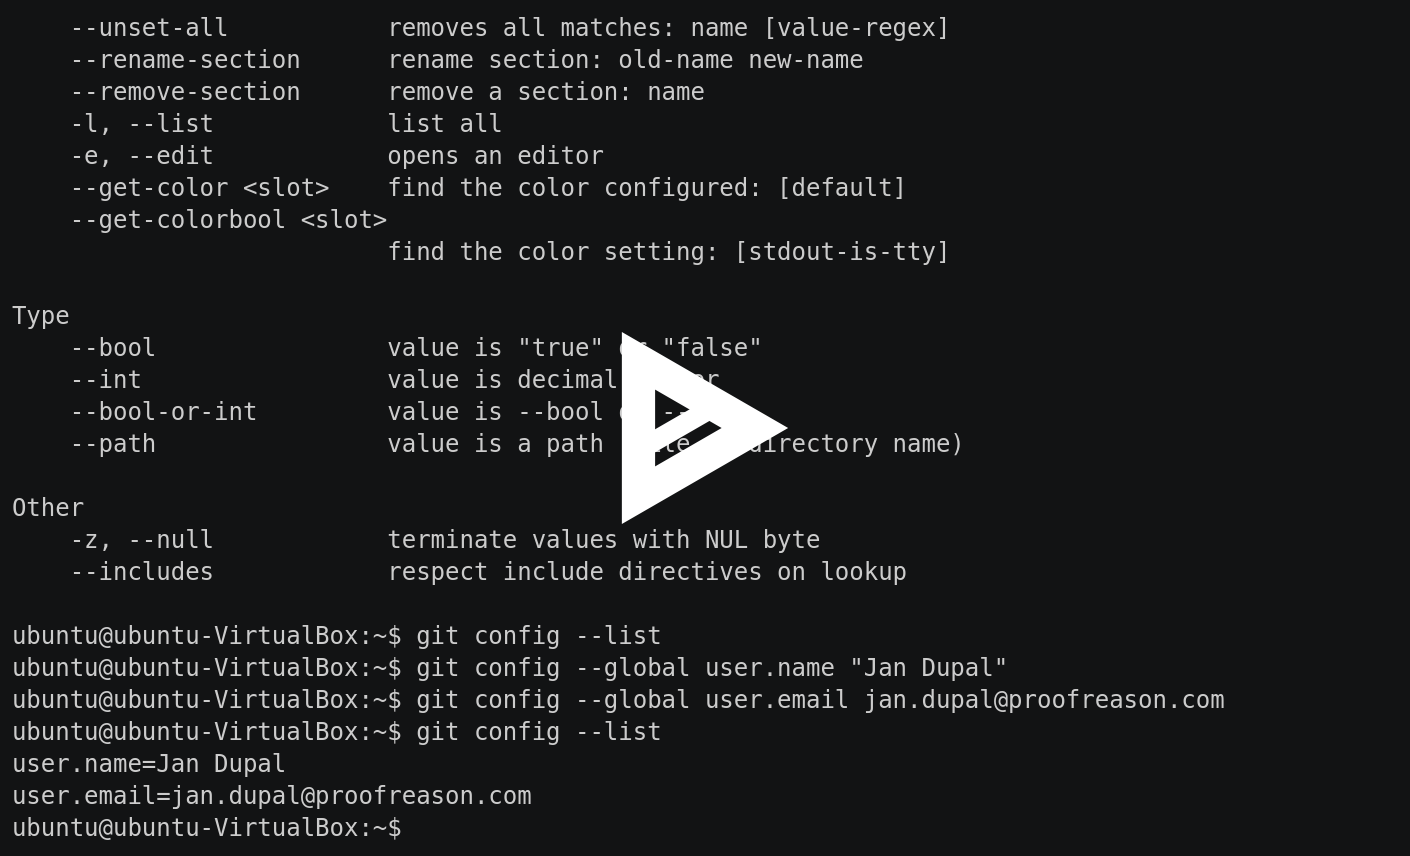 --unset-all removes all matches: name [value-regex]
--rename-section rename section: old-name new-name
--remove-section remove a section: name
-l, --list list all
-e, --edit opens an editor
--get-color <slot> find the color configured: [default]
--get-colorbool <slot>
find the color setting: [stdout-is-tty]
Type
--bool value is "true" "false"
--int value is decimal
--bool-or-int value is --bool
--path value is a path directory name)
Other
-z, --null terminate values with NUL byte
--includes respect include directives on lookup
ubuntu@ubuntu-VirtualBox:~$ git config --list
ubuntu@ubuntu-VirtualBox:~$ git config --global user.name "Jan Dupal"
ubuntu@ubuntu-VirtualBox:~$ git config --global user.email jan.dupal@proofreason.com
ubuntu@ubuntu-VirtualBox:~$ git config --list
user.name=Jan Dupal
user.email=jan.dupal@proofreason.com
ubuntu@ubuntu-VirtualBox:~$